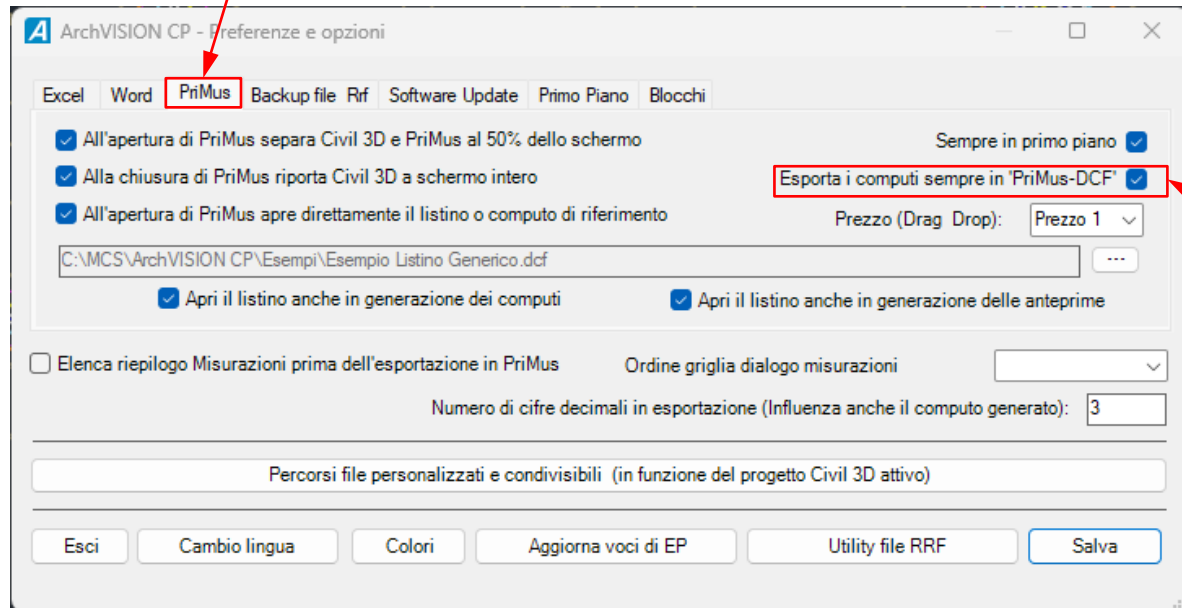 ArchVISION CP - Preferenze e opzioni
Excel Word PriMus Backup file Rrf Software Update Primo Piano Blocchi
All'apertura di PriMus separa Civil 3D e PriMus al 50% dello schermo
Sempre in primo piano
Alla chiusura di PriMus riporta Civil 3D a schermo intero
Esporta i computi sempre in "PriMus-DCF"
All'apertura di PriMus apre direttamente il listino o computo di riferimento
Prezzo (Drag Drop): Prezzo 1
C:\MCS\ArchVISION CP\Esempi\Esempio Listino Generico.dcf ...
Apri il listino anche in generazione dei computi
Apri il listino anche in generazione delle anteprime
Elenca riepilogo Misurazioni prima dell'esportazione in PriMus
Ordine griglia dialogo misurazioni
Numero di cifre decimali in esportazione (Influenza anche il computo generato): 3
Percorsi file personalizzati e condivisibili (in funzione del progetto Civil 3D attivo)
Esci Cambio lingua Colori Aggiorna voci di EP Utility file RRF Salva